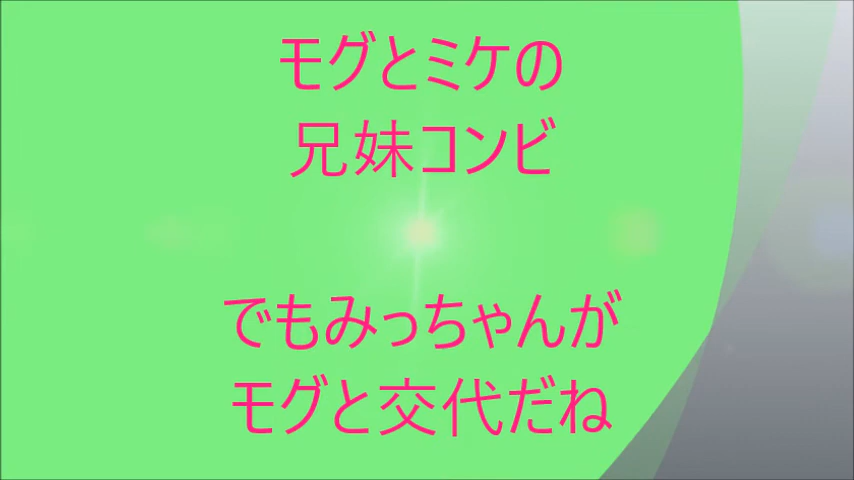 モグとミケの
兄妹コンビ
でもみっちゃんが
モグと交代だね